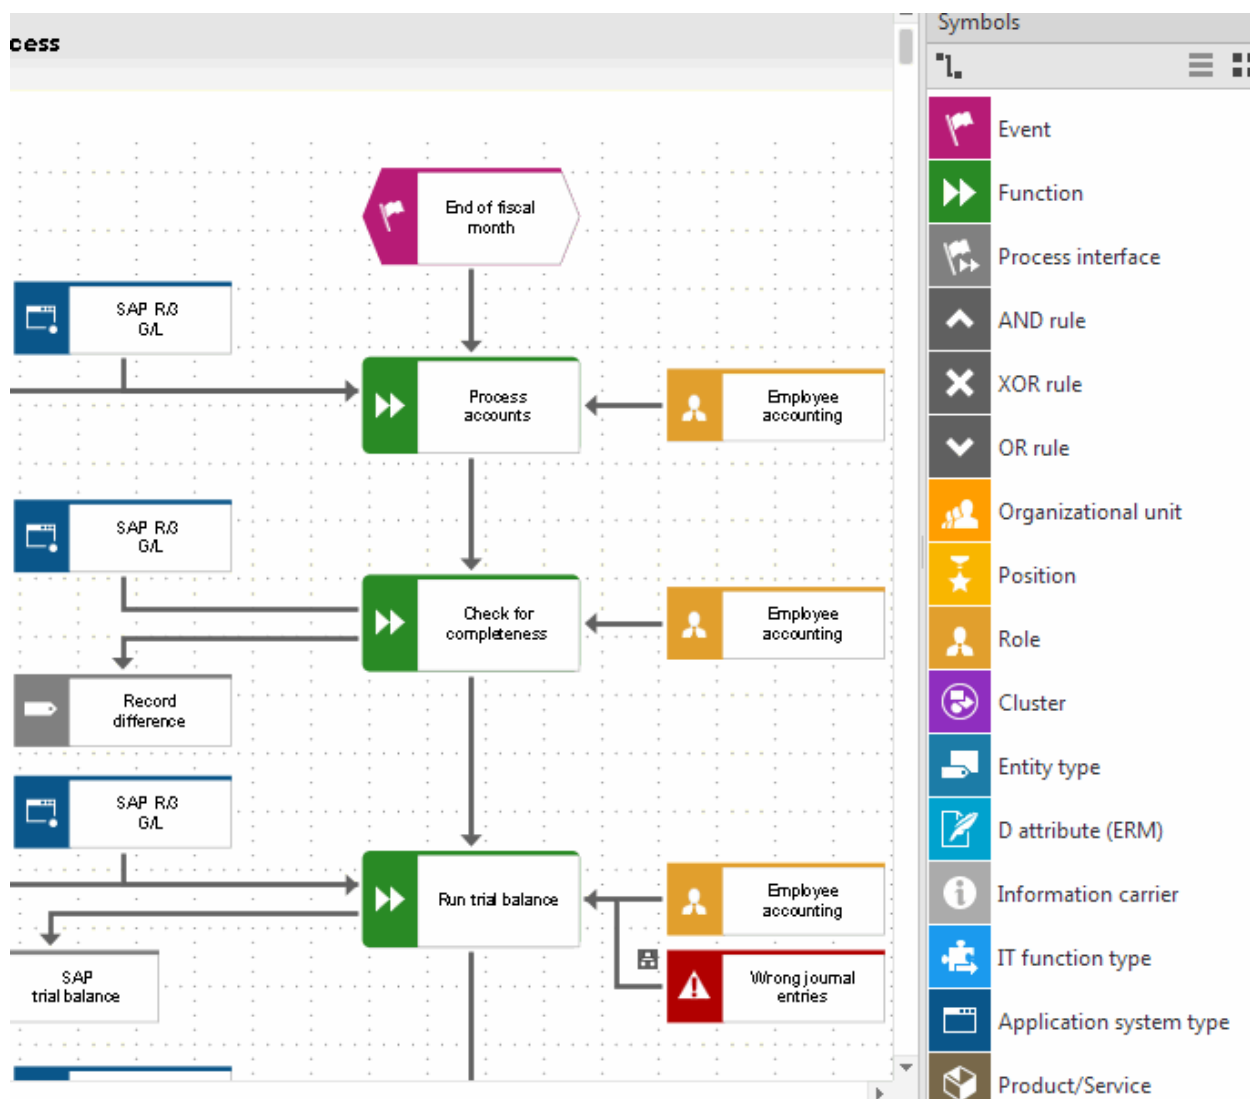 cess
Symbols
End of fiscal
month
SAP R/3
G/L
Process
accounts
Employee
accounting
SAP R/3
G/L
Check for
completeness
Employee
accounting
Record
difference
SAP R/3
G/L
Run trial balance
Employee
accounting
SAP
trial balance
Wrong journal
entries
Event
Function
Process interface
AND rule
XOR rule
OR rule
Organizational unit
Position
Role
Cluster
Entity type
D attribute (ERM)
Information carrier
IT function type
Application system type
Product/Service